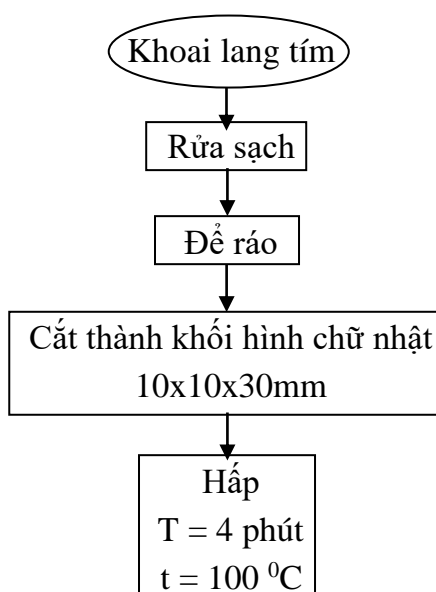 Khoai lang tím
Rửa sạch
Để ráo
Cắt thành khối hình chữ nhật
10x10x30mm
Hấp
T = 4 phút
t = 100 ⁰C